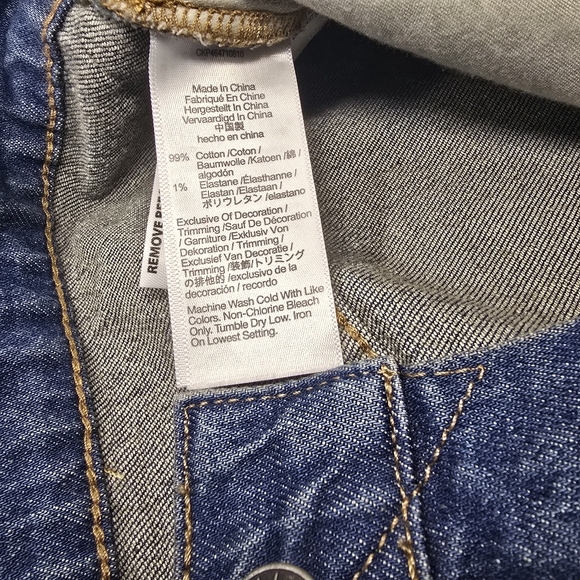 Made in China
Fabriqué En Chine
Hergestellt In China
Vervaardigd In China
中国製
hecho en china
99% Cotton /Coton /
Baumwolle /Katoen /綿 /
algodón
1% Elastane /Élasthanne /
Elastan /Elastaan /
ポリウレタン /elastano
Exclusive Of Decoration /
Trimming /Sauf De Décoration
/ Garniture /Exklusiv Von
Dekoration / Trimming /
Exclusief Van Decoratie /
Trimming /装飾/トリミング
の排他的 /exclusivo de la
decoración / recordo
Machine Wash Cold With Like
Colors. Non-Chlorine Bleach
Only. Tumble Dry Low. Iron
On Lowest Setting.
REMOVE